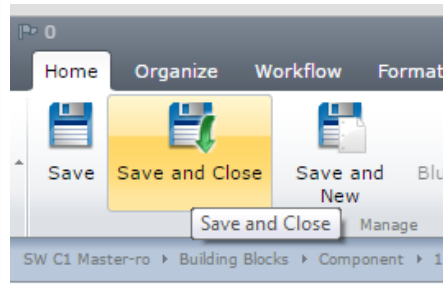 0
Home Organize Workflow Format
Save Save and Close Save and New
Save and Close
Manage
SW C1 Master-ro ▸ Building Blocks ▸ Component ▸ 1